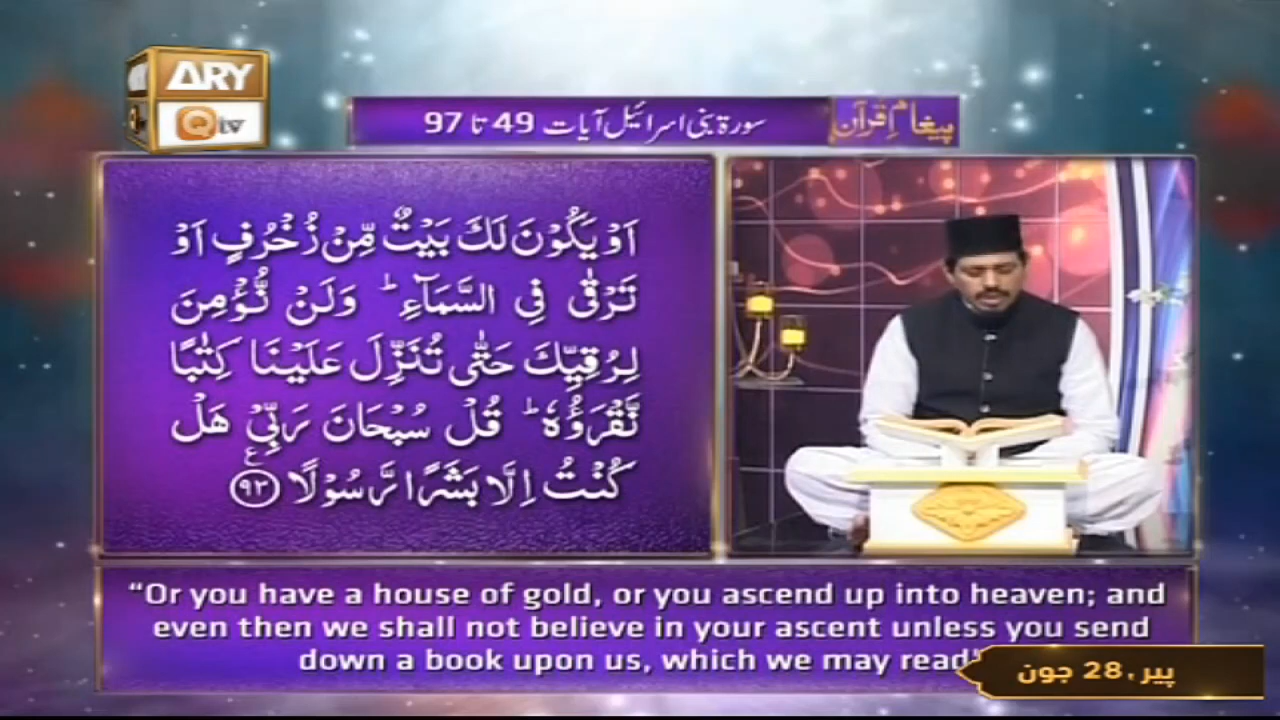 ARY
Qtv
پیغامِ قرآن
سورۃ بنی اسرائیل آیات 49 تا 97
اَوۡ یَکُوۡنَ لَکَ بَیۡتٌ مِّنۡ زُخۡرُفٍ اَوۡ
تَرۡقٰی فِی السَّمَآءِ ؕ وَلَنۡ نُّؤۡمِنَ
لِرُقِیِّکَ حَتّٰی تُنَزِّلَ عَلَیۡنَا کِتٰبًا
نَّقۡرَؤُہٗ ؕ قُلۡ سُبۡحَانَ رَبِّیۡ ہَلۡ
کُنۡتُ اِلَّا بَشَرًا رَّسُوۡلًا ﴿۹۳﴾ ع
“Or you have a house of gold, or you ascend up into heaven; and
even then we shall not believe in your ascent unless you send
down a book upon us, which we may read”
پیر، 28 جون